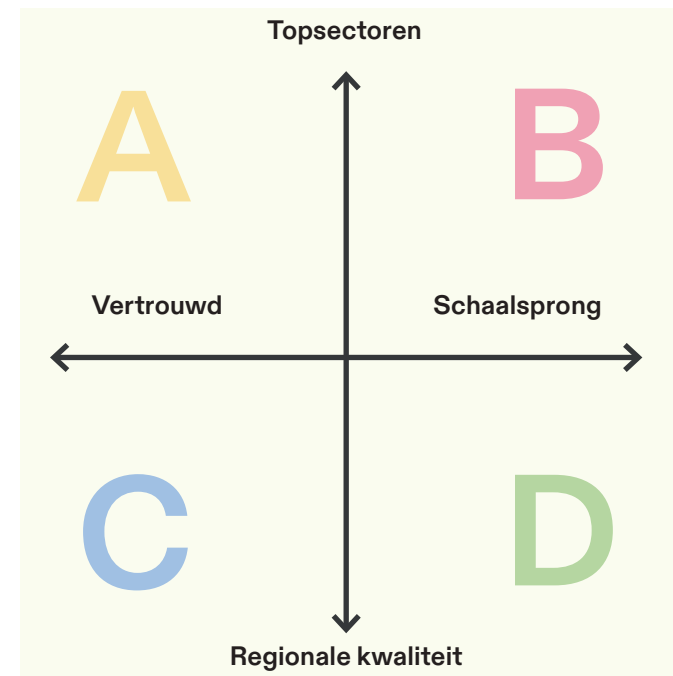 Topsectoren
A
B
Vertrouwd
Schaalsprong
C
D
Regionale kwaliteit